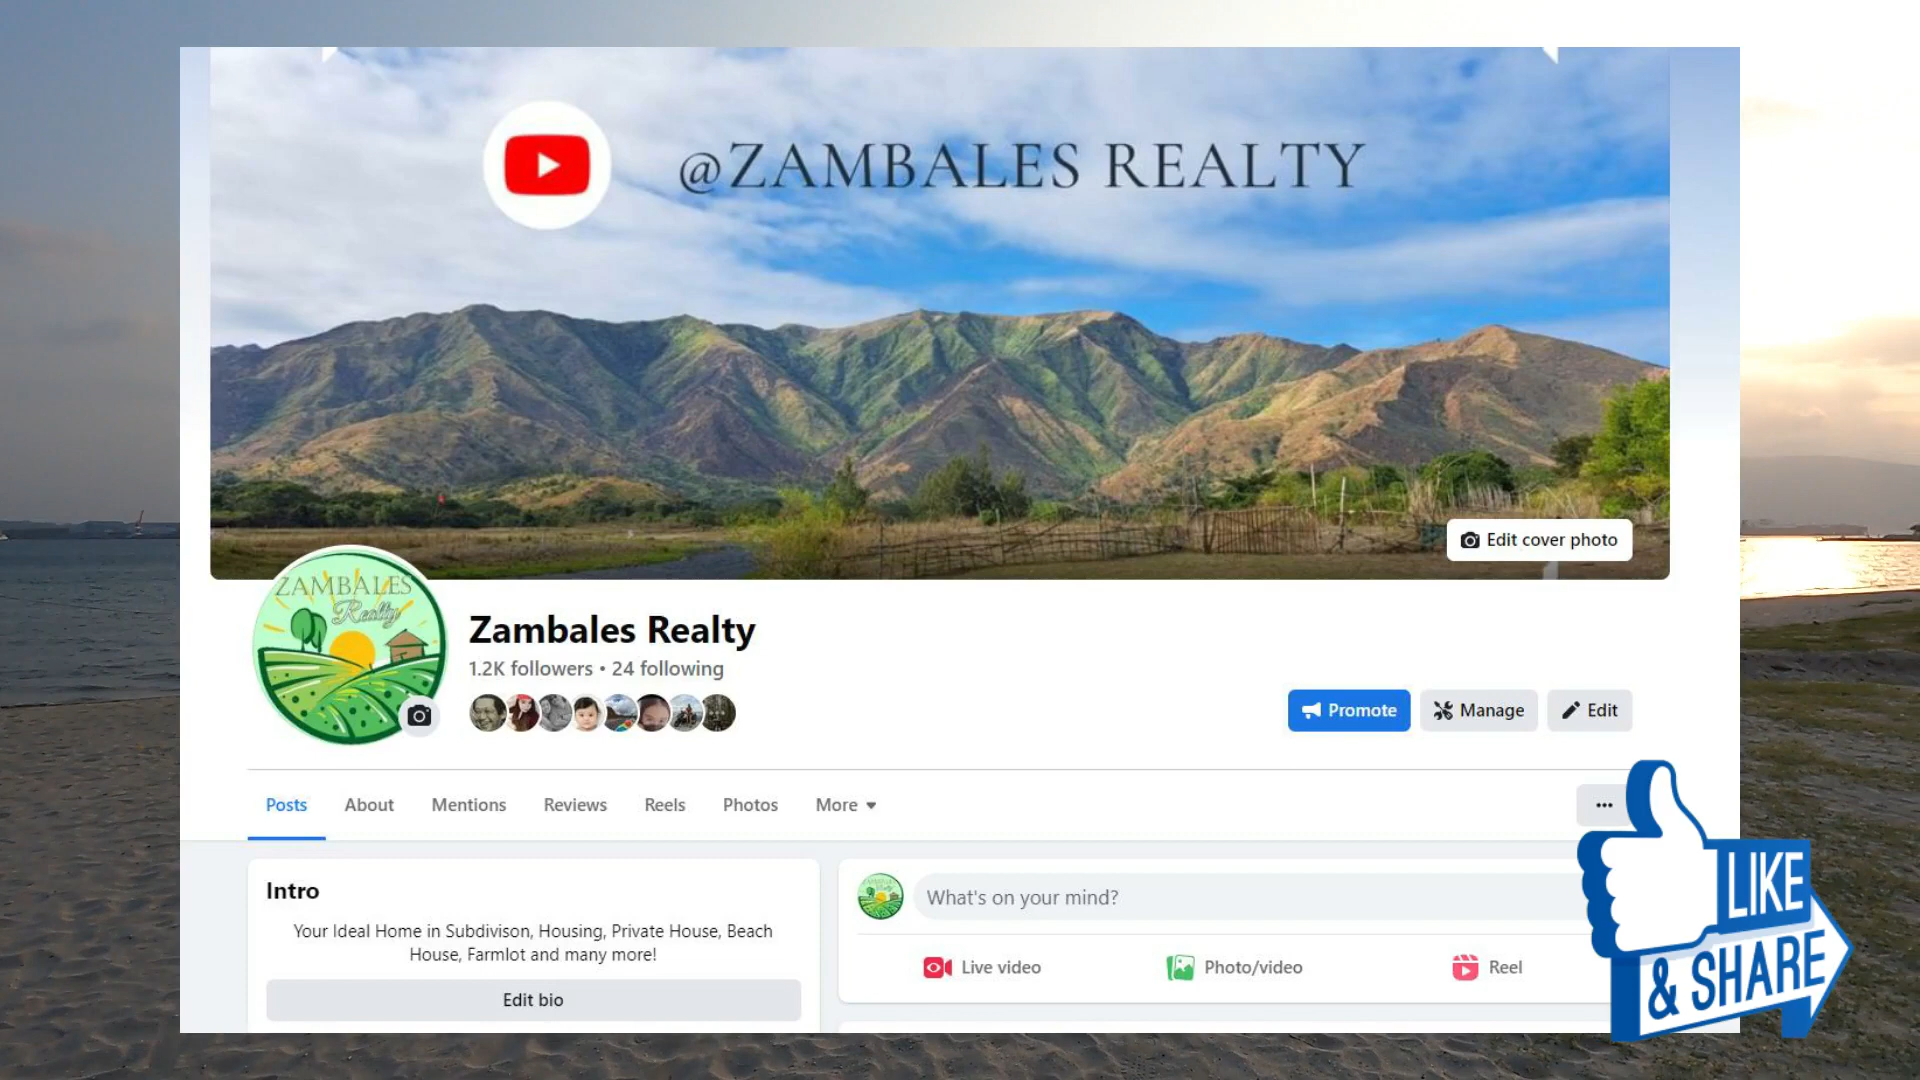 @ZAMBALES REALTY
Edit cover photo
ZAMBALES
Realty
Zambales Realty
1.2K followers • 24 following
Promote
Manage
Edit
Posts
About
Mentions
Reviews
Reels
Photos
More
Intro
Your Ideal Home in Subdivison, Housing, Private House, Beach
House, Farmlot and many more!
Edit bio
What's on your mind?
Live video
Photo/video
Reel
LIKE
& SHARE